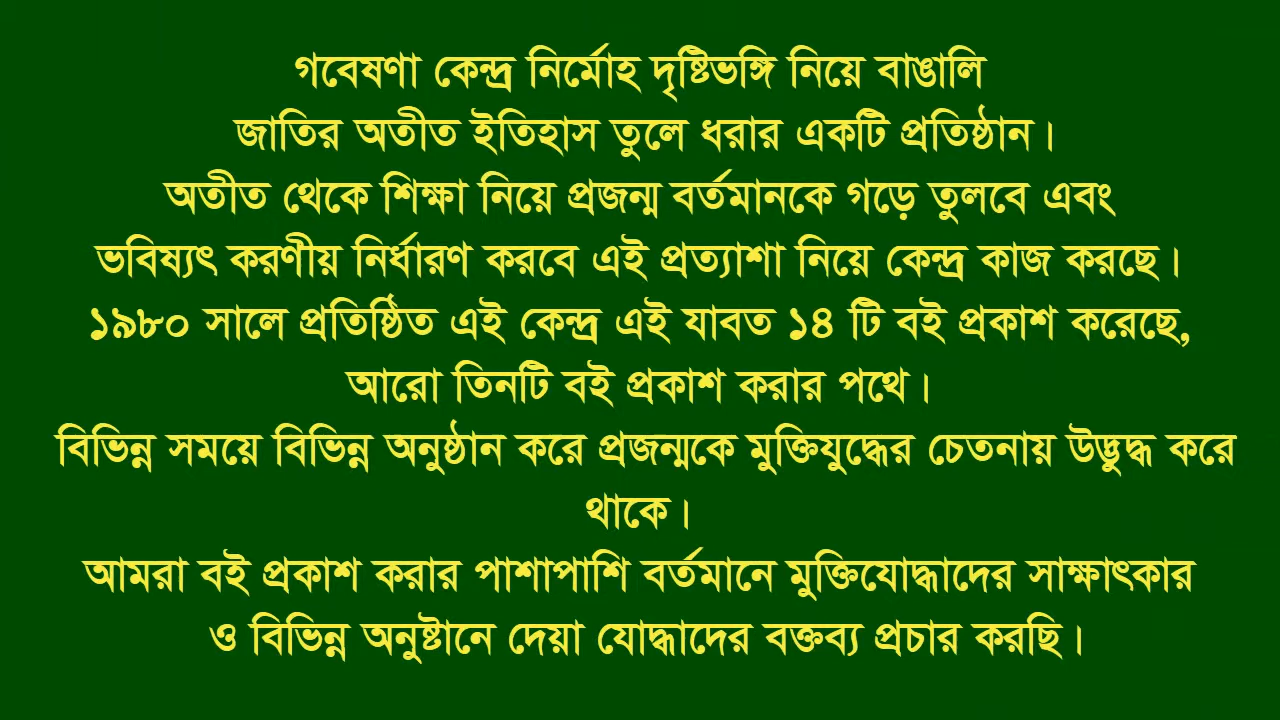 গবেষণা কেন্দ্র নির্মোহ দৃষ্টিভঙ্গি নিয়ে বাঙালি
জাতির অতীত ইতিহাস তুলে ধরার একটি প্রতিষ্ঠান।
অতীত থেকে শিক্ষা নিয়ে প্রজন্ম বর্তমানকে গড়ে তুলবে এবং
ভবিষ্যৎ করণীয় নির্ধারণ করবে এই প্রত্যাশা নিয়ে কেন্দ্র কাজ করছে।
১৯৮০ সালে প্রতিষ্ঠিত এই কেন্দ্র এই যাবত ১৪ টি বই প্রকাশ করেছে,
আরো তিনটি বই প্রকাশ করার পথে।
বিভিন্ন সময়ে বিভিন্ন অনুষ্ঠান করে প্রজন্মকে মুক্তিযুদ্ধের চেতনায় উদ্ভুদ্ধ করে
থাকে।
আমরা বই প্রকাশ করার পাশাপাশি বর্তমানে মুক্তিযোদ্ধাদের সাক্ষাৎকার
ও বিভিন্ন অনুষ্টানে দেয়া যোদ্ধাদের বক্তব্য প্রচার করছি।